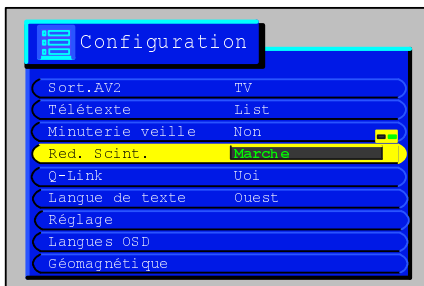 Configuration
Sort.AV2 TV
Télétexte List
Minuterie veille Non
Red. Scint. Marche
Q-Link Uoi
Langue de texte Ouest
Réglage
Langues OSD
Géomagnétique